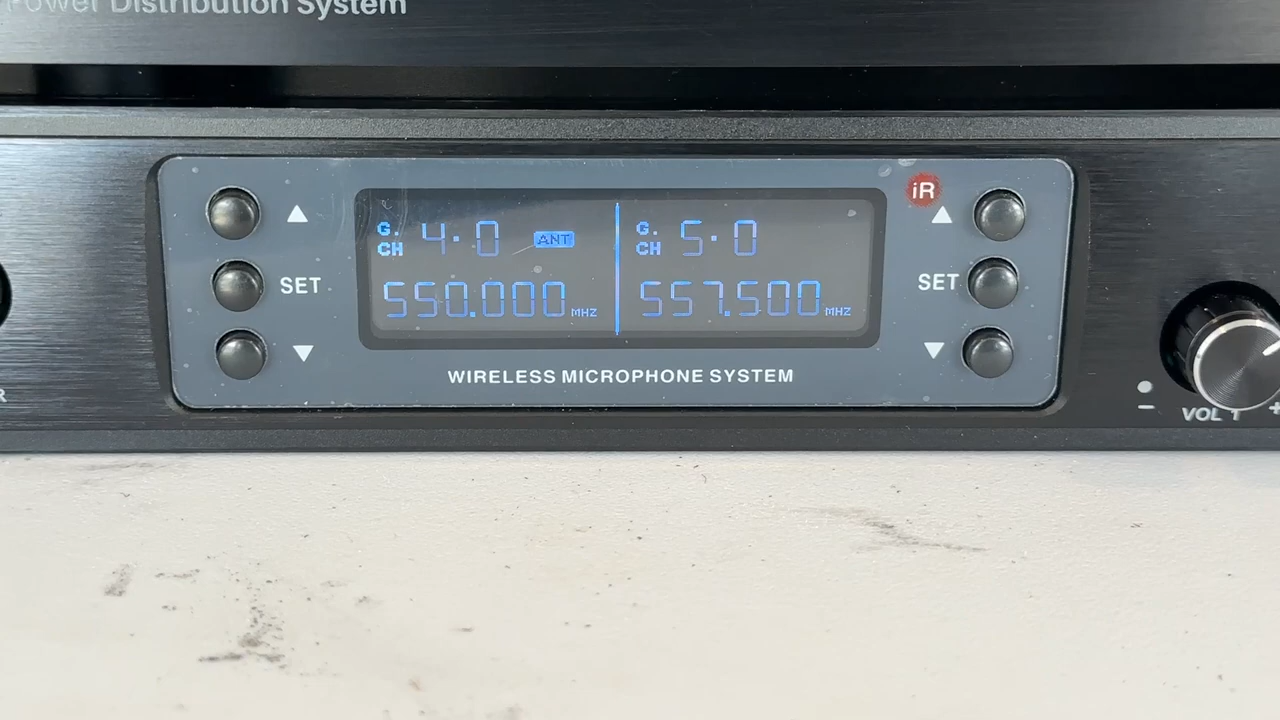 Power Distribution System
iR
G. CH 4.0 ANT
G. CH 5.0
SET
550.000 MHZ
557.500 MHZ
SET
WIRELESS MICROPHONE SYSTEM
R
- VOL 1 +